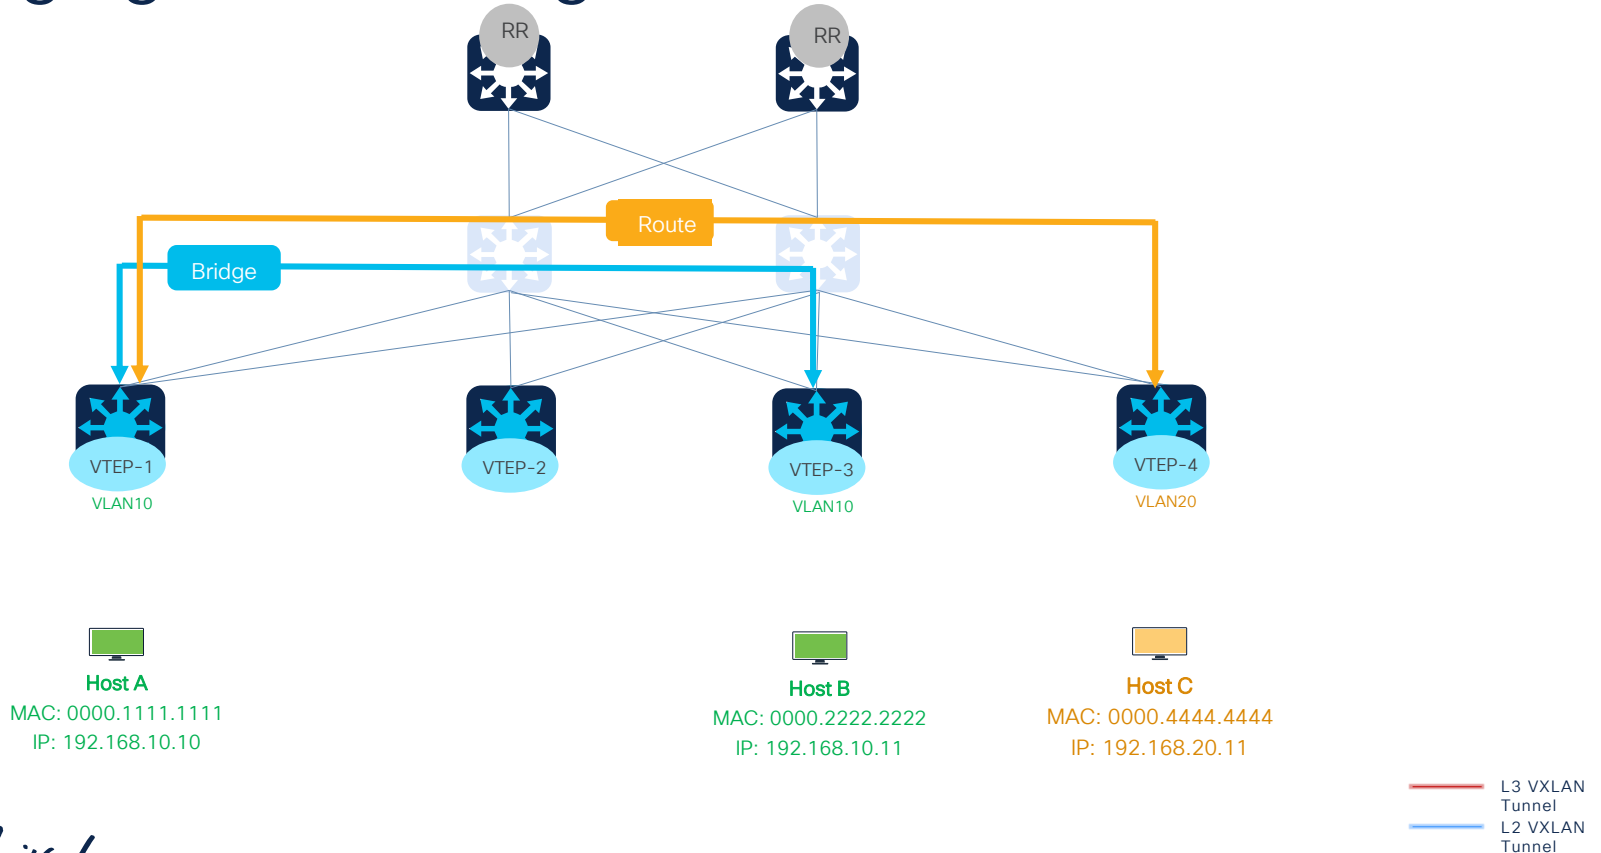 RR
RR
Route
Bridge
VTEP-1
VTEP-2
VTEP-3
VTEP-4
VLAN10
VLAN10
VLAN20
Host A
MAC: 0000.1111.1111
IP: 192.168.10.10
Host B
MAC: 0000.2222.2222
IP: 192.168.10.11
Host C
MAC: 0000.4444.4444
IP: 192.168.20.11
L3 VXLAN
Tunnel
L2 VXLAN
Tunnel